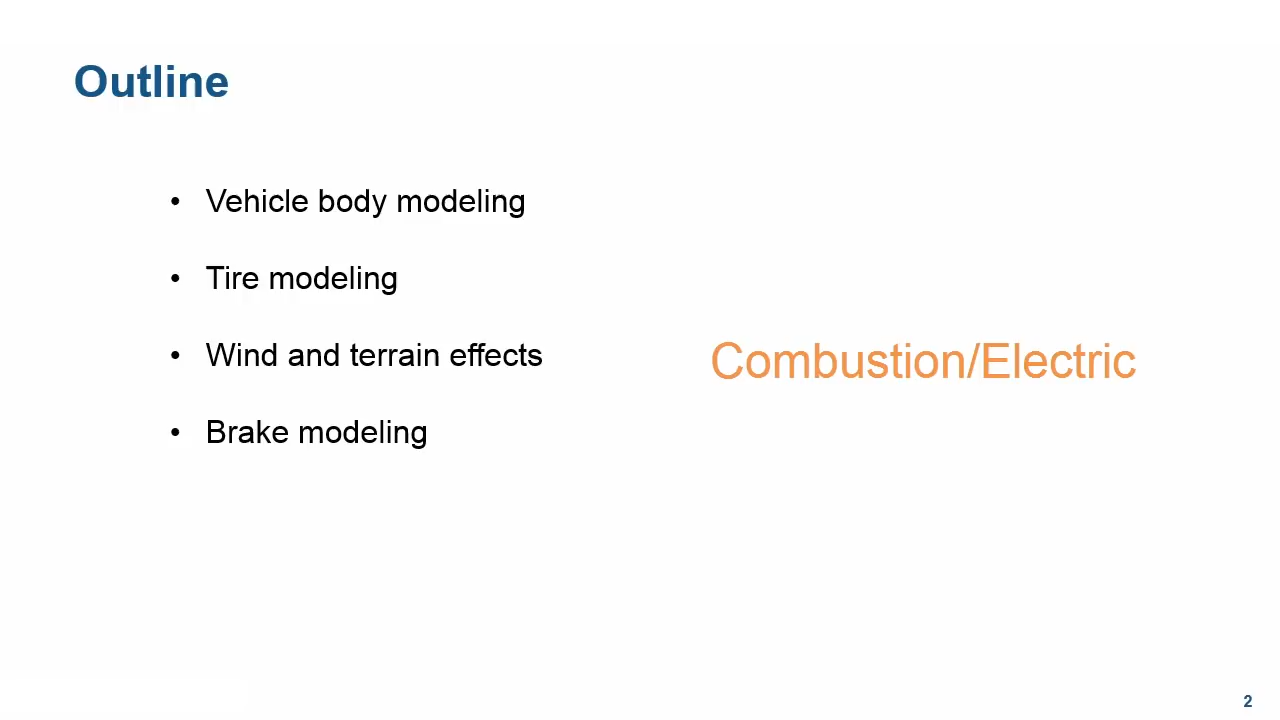 Outline
• Vehicle body modeling
• Tire modeling
• Wind and terrain effects
Combustion/Electric
• Brake modeling
2